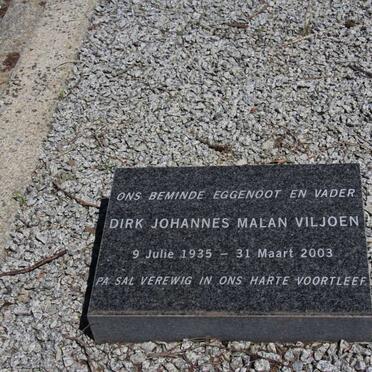 ONS BEMINDE EGGENOOT EN VADER
DIRK JOHANNES MALAN VILJOEN
9 Julie 1935 – 31 Maart 2003
PA SAL VEREWIG IN ONS HARTE VOORTLEEF